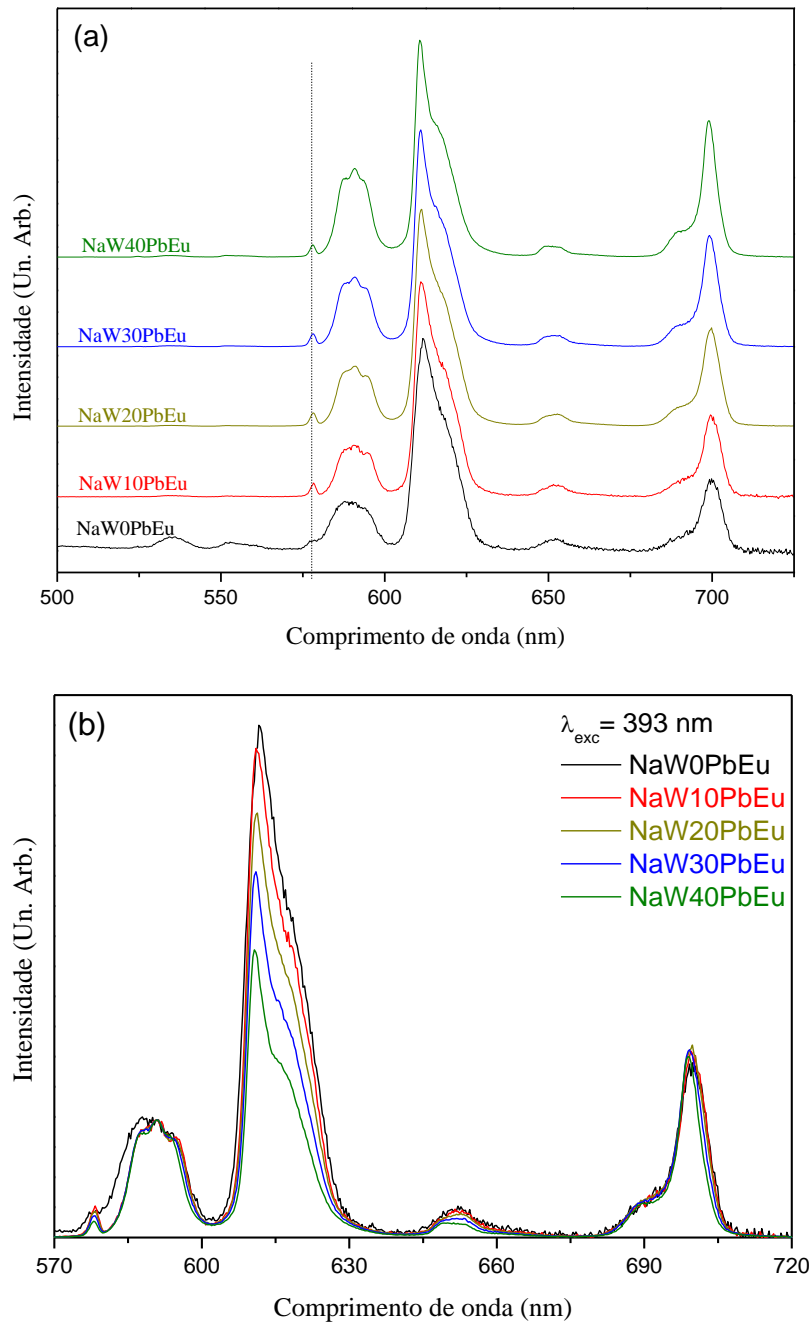 (a)
Intensidade (Un. Arb.)
NaW40PbEu
NaW30PbEu
NaW20PbEu
NaW10PbEu
NaW0PbEu
500 550 600 650 700
Comprimento de onda (nm)
(b)
Intensidade (Un. Arb.)
λexc= 393 nm
NaW0PbEu
NaW10PbEu
NaW20PbEu
NaW30PbEu
NaW40PbEu
570 600 630 660 690 720
Comprimento de onda (nm)